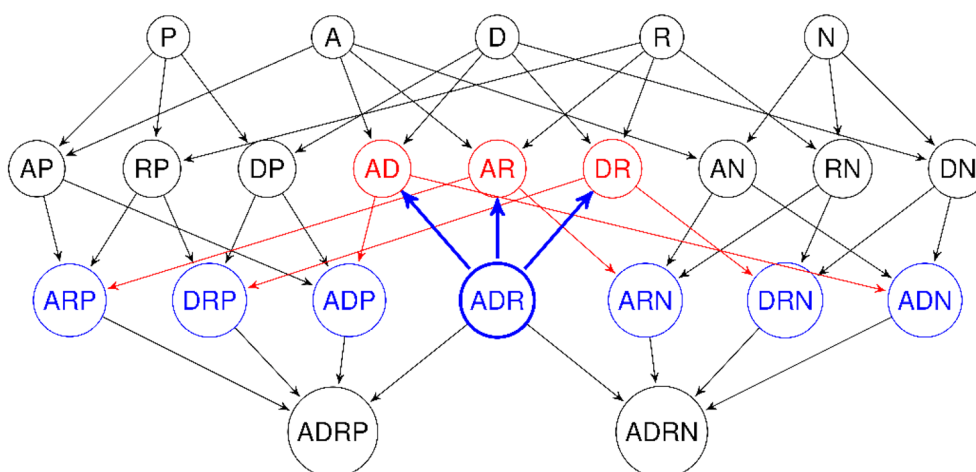 P A D R N
AP RP DP AD AR DR AN RN DN
ARP DRP ADP ADR ARN DRN ADN
ADRP ADRN